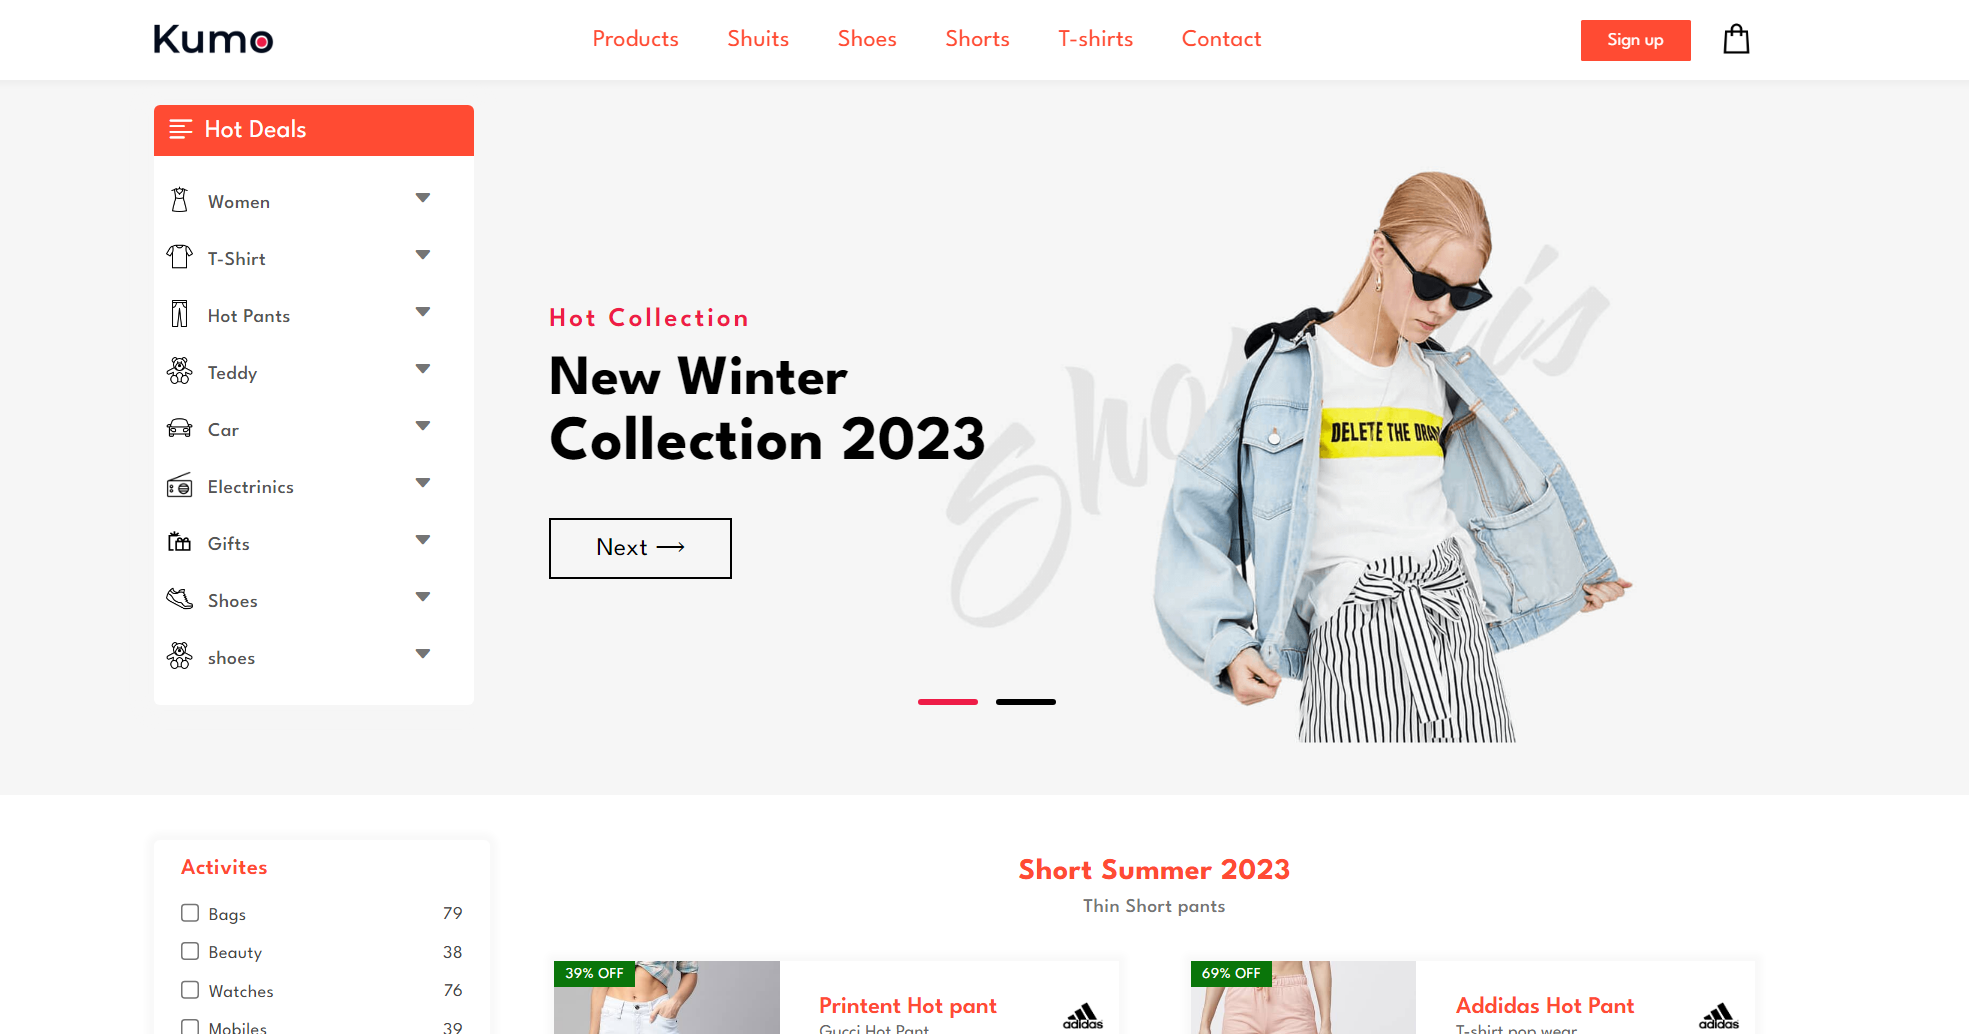 Kumo
Products Shuits Shoes Shorts T-shirts Contact
Sign up
Hot Deals
Women
T-Shirt
Hot Pants
Teddy
Car
Electrinics
Gifts
Shoes
shoes
Hot Collection
New Winter
Collection 2023
Next
DELETE THE
Activites
Bags 79
Beauty 38
Watches 76
Mobiles 39
Short Summer 2023
Thin Short pants
39% OFF
Printent Hot pant
Gucci Hot Pant
adidas
69% OFF
Addidas Hot Pant
T-shirt pop wear
adidas